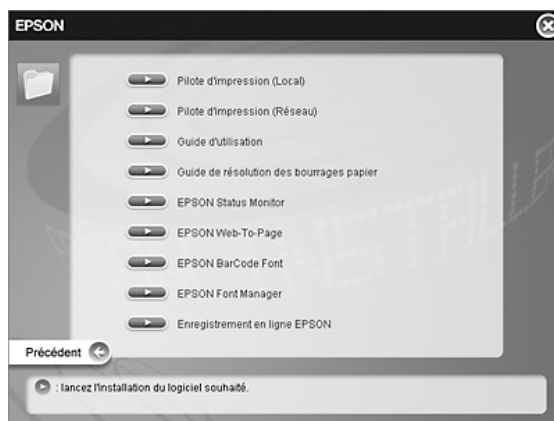 EPSON
Pilote d'impression (Local)
Pilote d'impression (Réseau)
Guide d'utilisation
Guide de résolution des bourrages papier
EPSON Status Monitor
EPSON Web-To-Page
EPSON BarCode Font
EPSON Font Manager
Enregistrement en ligne EPSON
Précédent
: lancez l'installation du logiciel souhaité.